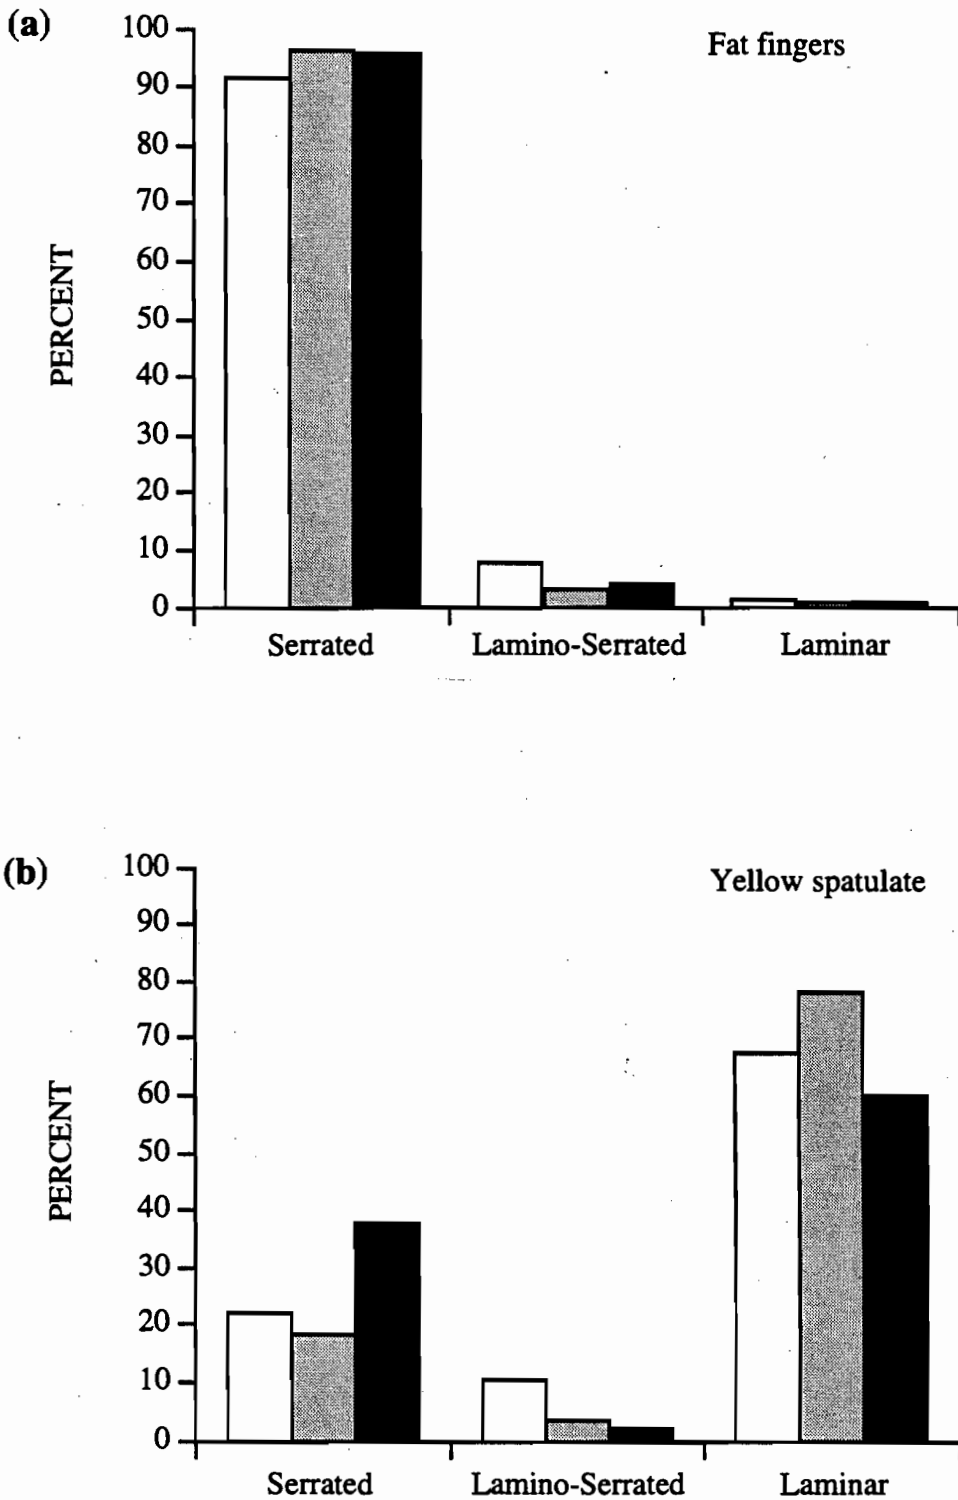 (a)
Fat fingers
100
90
80
70
60
50
40
30
20
10
0
PERCENT
Serrated Lamino-Serrated Laminar
(b)
Yellow spatulate
100
90
80
70
60
50
40
30
20
10
0
PERCENT
Serrated Lamino-Serrated Laminar